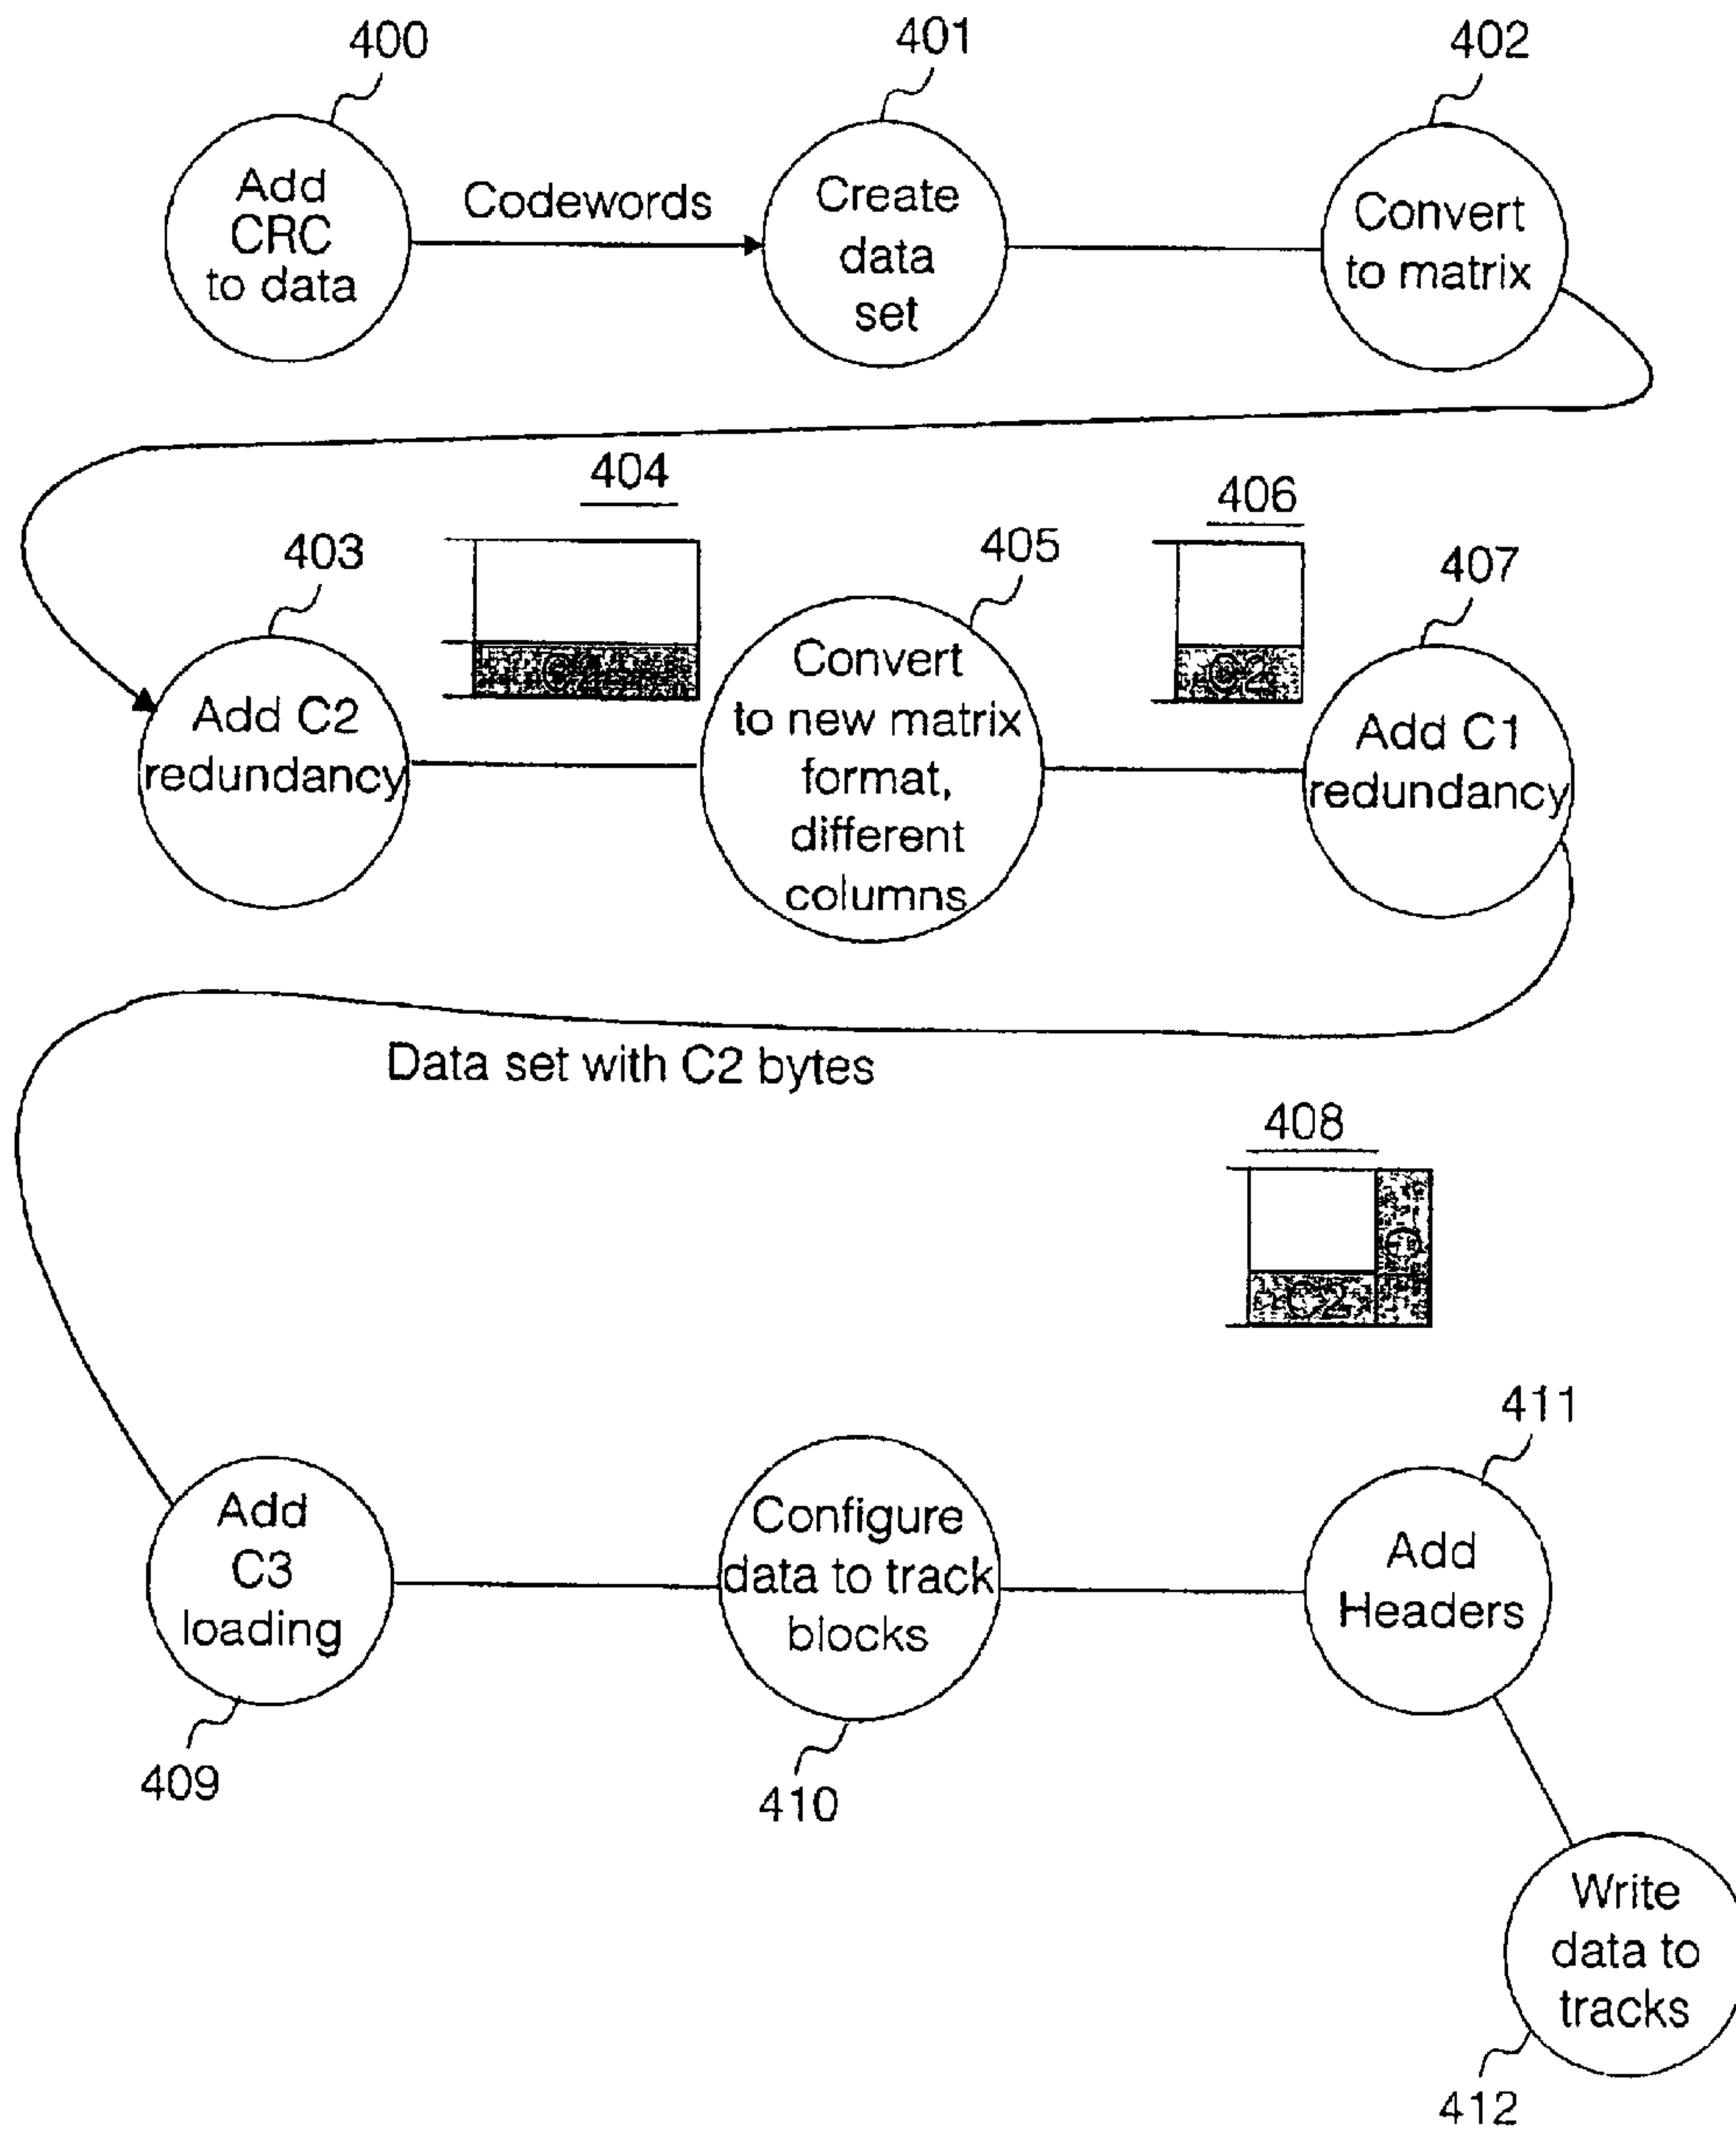 400
401
402
Add
CRC
to data
Codewords
Create
data
set
Convert
to matrix
404
406
403
405
407
Add C2
redundancy
Convert
to new matrix
format,
different
columns
C2
Add C1
redundancy
Data set with C2 bytes
408
C2
411
Add
C3
loading
Configure
data to track
blocks
Add
Headers
409
410
Write
data to
tracks
412